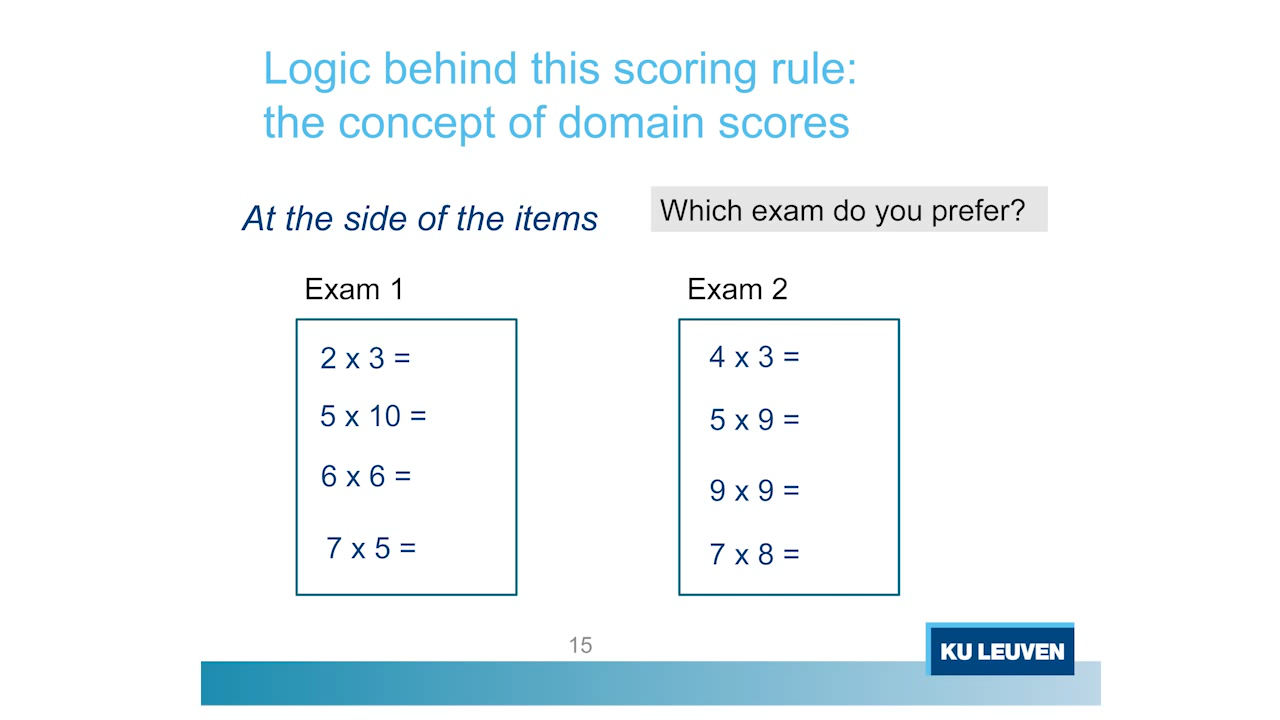 Logic behind this scoring rule:
the concept of domain scores
At the side of the items
Which exam do you prefer?
Exam 1
2 x 3 =
5 x 10 =
6 x 6 =
7 x 5 =
Exam 2
4 x 3 =
5 x 9 =
9 x 9 =
7 x 8 =
15
KU LEUVEN